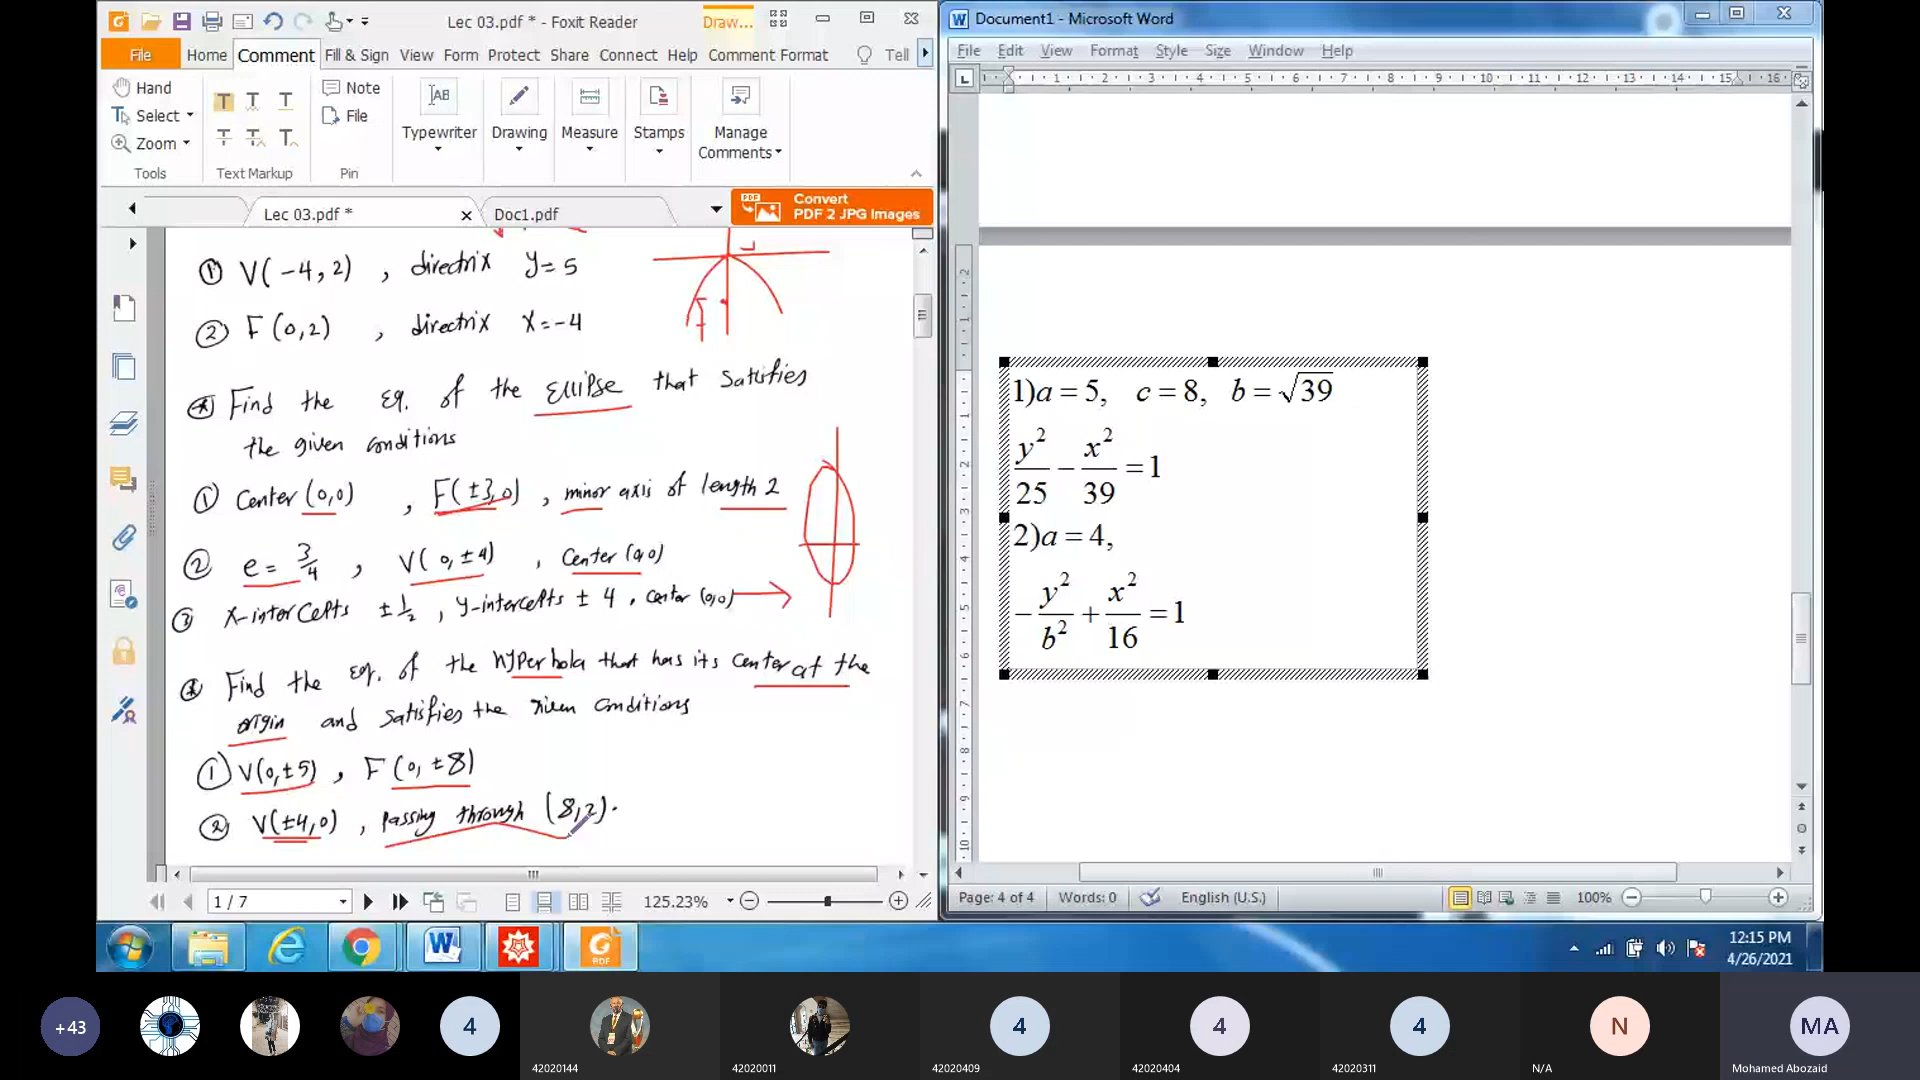 Lec 03.pdf * - Foxit Reader
Draw...
File
Home
Comment
Fill & Sign
View
Form
Protect
Share
Connect
Help
Comment Format
Tell
Hand
Select
Zoom
Tools
Text Markup
Note
File
Pin
Typewriter
Drawing
Measure
Stamps
Manage
Comments
Lec 03.pdf *
Doc1.pdf
Convert
PDF 2 JPG Images
① V(-4,2) , directrix y=5
② F(0,2) , directrix x=-4
Find the Eq. of the Ellipse that satisfies
the given conditions
① Center (0,0) , F(±3,0) , minor axis of length 2
② e = 3/4 , V(0,±4) , Center (0,0)
③ X-intercepts ±1/2 , y-intercepts ±4 , center (0,0)
Find the eq. of the hyperbola that has its center at the
origin and satisfies the given conditions
① V(0,±5) , F(0,±8)
② V(±4,0) , passing through (8,2).
1 / 7
125.23%
Document1 - Microsoft Word
File Edit View Format Style Size Window Help
1)a = 5, c = 8, b = √39
y²/25 − x²/39 = 1
2)a = 4,
−y²/b² + x²/16 = 1
Page: 4 of 4
Words: 0
English (U.S.)
100%
12:15 PM
4/26/2021
+43
4
42020144
42020011
4
42020409
4
42020404
4
42020311
N
N/A
MA
Mohamed Abozaid